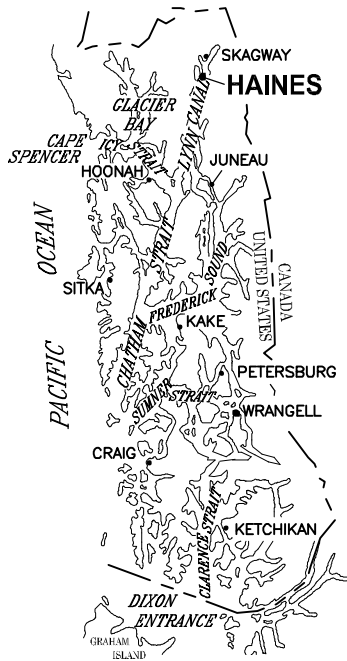 SKAGWAY
HAINES
GLACIER
BAY
LYNN CANAL
CAPE
SPENCER
ICY STRAIT
HOONAH
JUNEAU
PACIFIC OCEAN
CHATHAM STRAIT
SOUND
FREDERICK
CANADA
UNITED STATES
SITKA
KAKE
PETERSBURG
SUMNER STRAIT
WRANGELL
CRAIG
CLARENCE STRAIT
KETCHIKAN
DIXON
ENTRANCE
GRAHAM
ISLAND